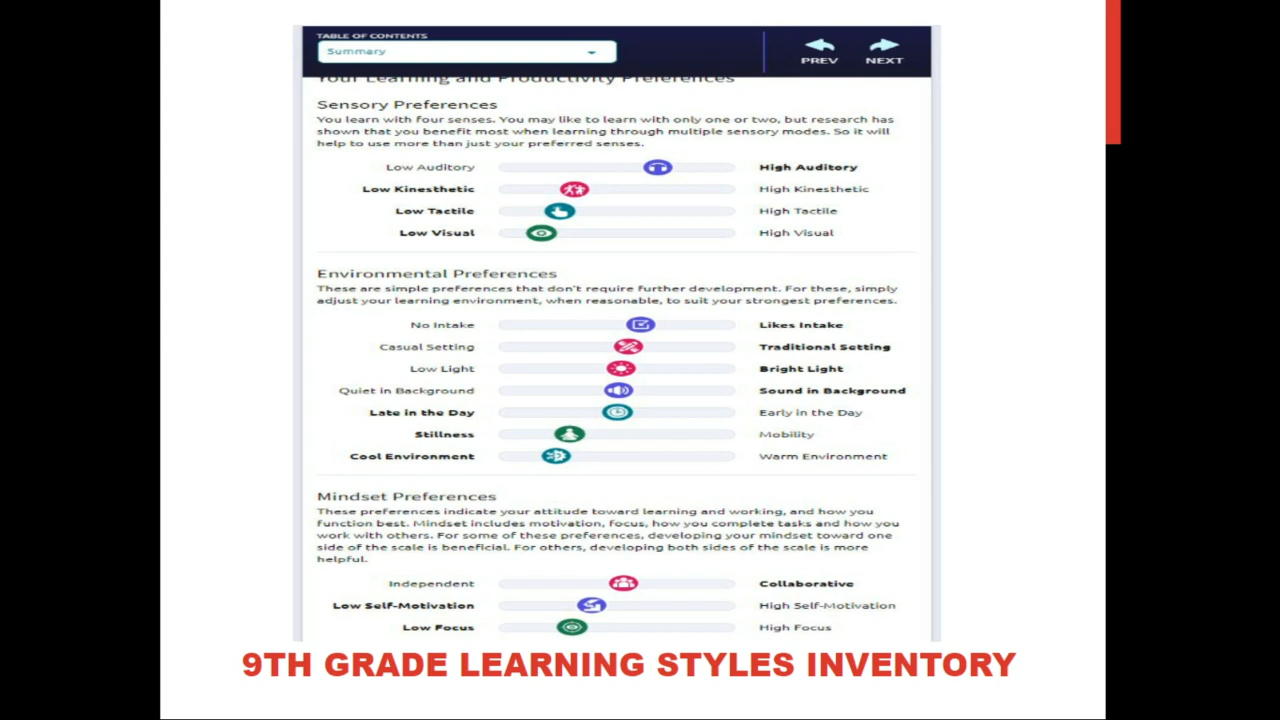 TABLE OF CONTENTS
Summary
PREV
NEXT
Your Learning and Productivity Preferences
Sensory Preferences
You learn with four senses. You may like to learn with only one or two, but research has
shown that you benefit most when learning through multiple sensory modes. So it will
help to use more than just your preferred senses.
Low Auditory High Auditory
Low Kinesthetic High Kinesthetic
Low Tactile High Tactile
Low Visual High Visual
Environmental Preferences
These are simple preferences that don't require further development. For these, simply
adjust your learning environment, when reasonable, to suit your strongest preferences.
No Intake Likes Intake
Casual Setting Traditional Setting
Low Light Bright Light
Quiet in Background Sound in Background
Late in the Day Early in the Day
Stillness Mobility
Cool Environment Warm Environment
Mindset Preferences
These preferences indicate your attitude toward learning and working, and how you
function best. Mindset includes motivation, focus, how you complete tasks and how you
work with others. For some of these preferences, developing your mindset toward one
side of the scale is beneficial. For others, developing both sides of the scale is more
helpful.
Independent Collaborative
Low Self-Motivation High Self-Motivation
Low Focus High Focus
9TH GRADE LEARNING STYLES INVENTORY